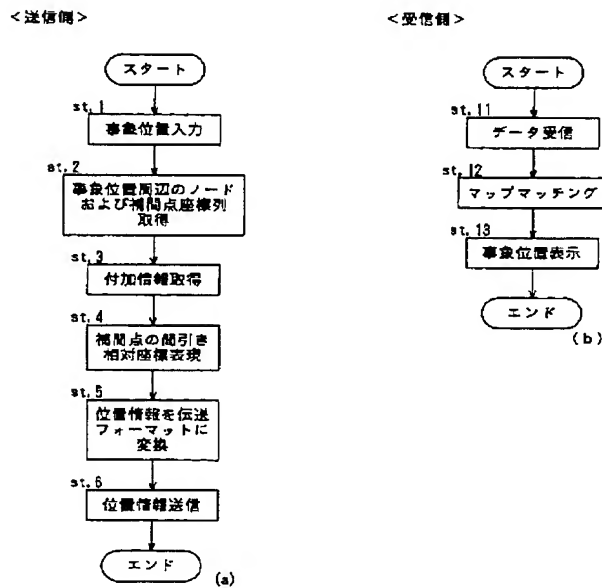 <送信側>
スタート
st.1
事象位置入力
st.2
事象位置周辺のノード
および補間点座標列
取得
st.3
付加情報取得
st.4
補間点の間引き
相対座標表現
st.5
位置情報を伝送
フォーマットに
変換
st.6
位置情報送信
エンド
(a)
<受信側>
スタート
st.11
データ受信
st.12
マップマッチング
st.13
事象位置表示
エンド
(b)